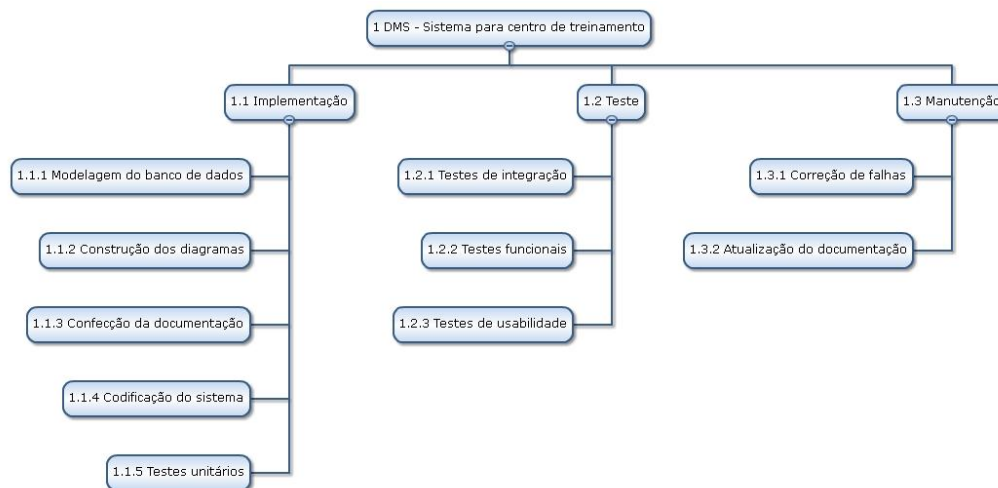 1 DMS - Sistema para centro de treinamento
1.1 Implementação
1.2 Teste
1.3 Manutenção
1.1.1 Modelagem do banco de dados
1.2.1 Testes de integração
1.3.1 Correção de falhas
1.1.2 Construção dos diagramas
1.2.2 Testes funcionais
1.3.2 Atualização do documentação
1.1.3 Confecção da documentação
1.2.3 Testes de usabilidade
1.1.4 Codificação do sistema
1.1.5 Testes unitários